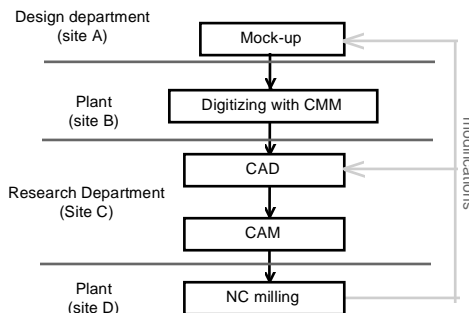 Design department
(site A)
Mock-up
Plant
(site B)
Digitizing with CMM
CAD
Research Department
(Site C)
CAM
Plant
(site D)
NC milling
modifications